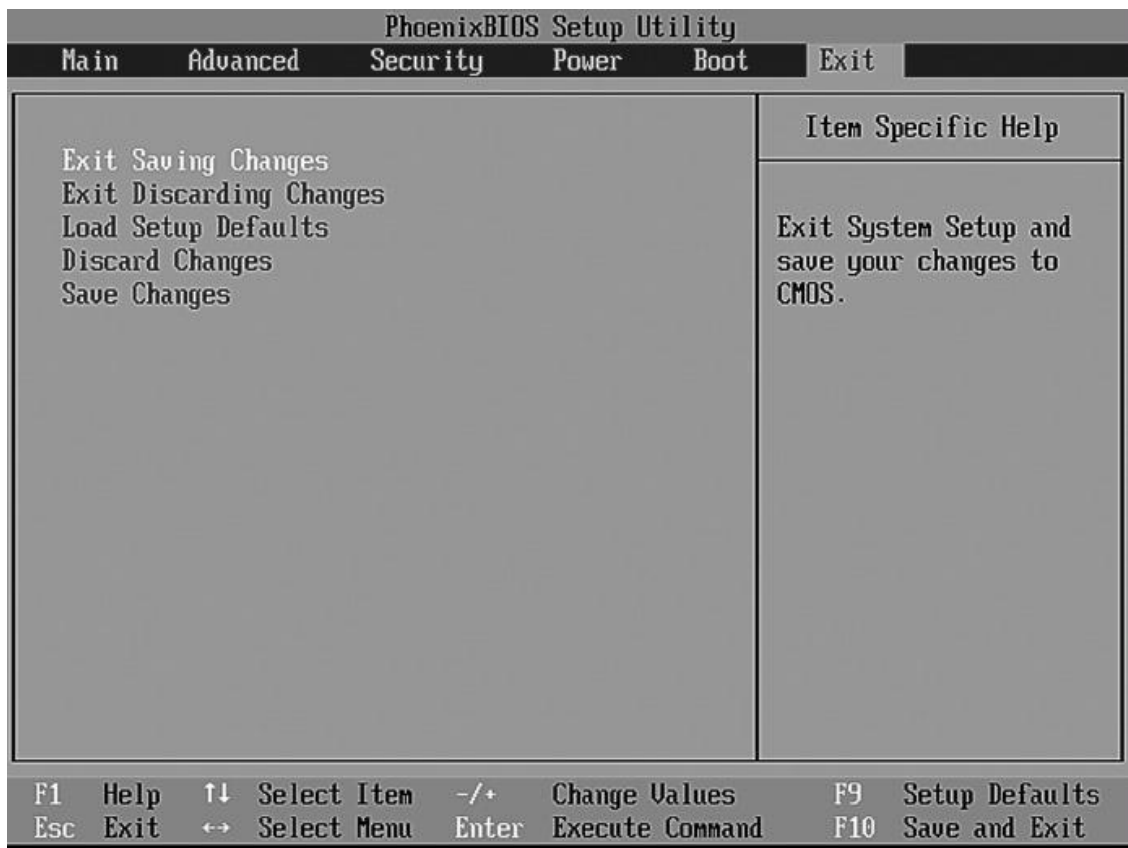 PhoenixBIOS Setup Utility
Main Advanced Security Power Boot Exit
Exit Saving Changes
Exit Discarding Changes
Load Setup Defaults
Discard Changes
Save Changes
Item Specific Help
Exit System Setup and
save your changes to
CMOS.
F1 Help ↑↓ Select Item -/+ Change Values F9 Setup Defaults
Esc Exit ↔ Select Menu Enter Execute Command F10 Save and Exit